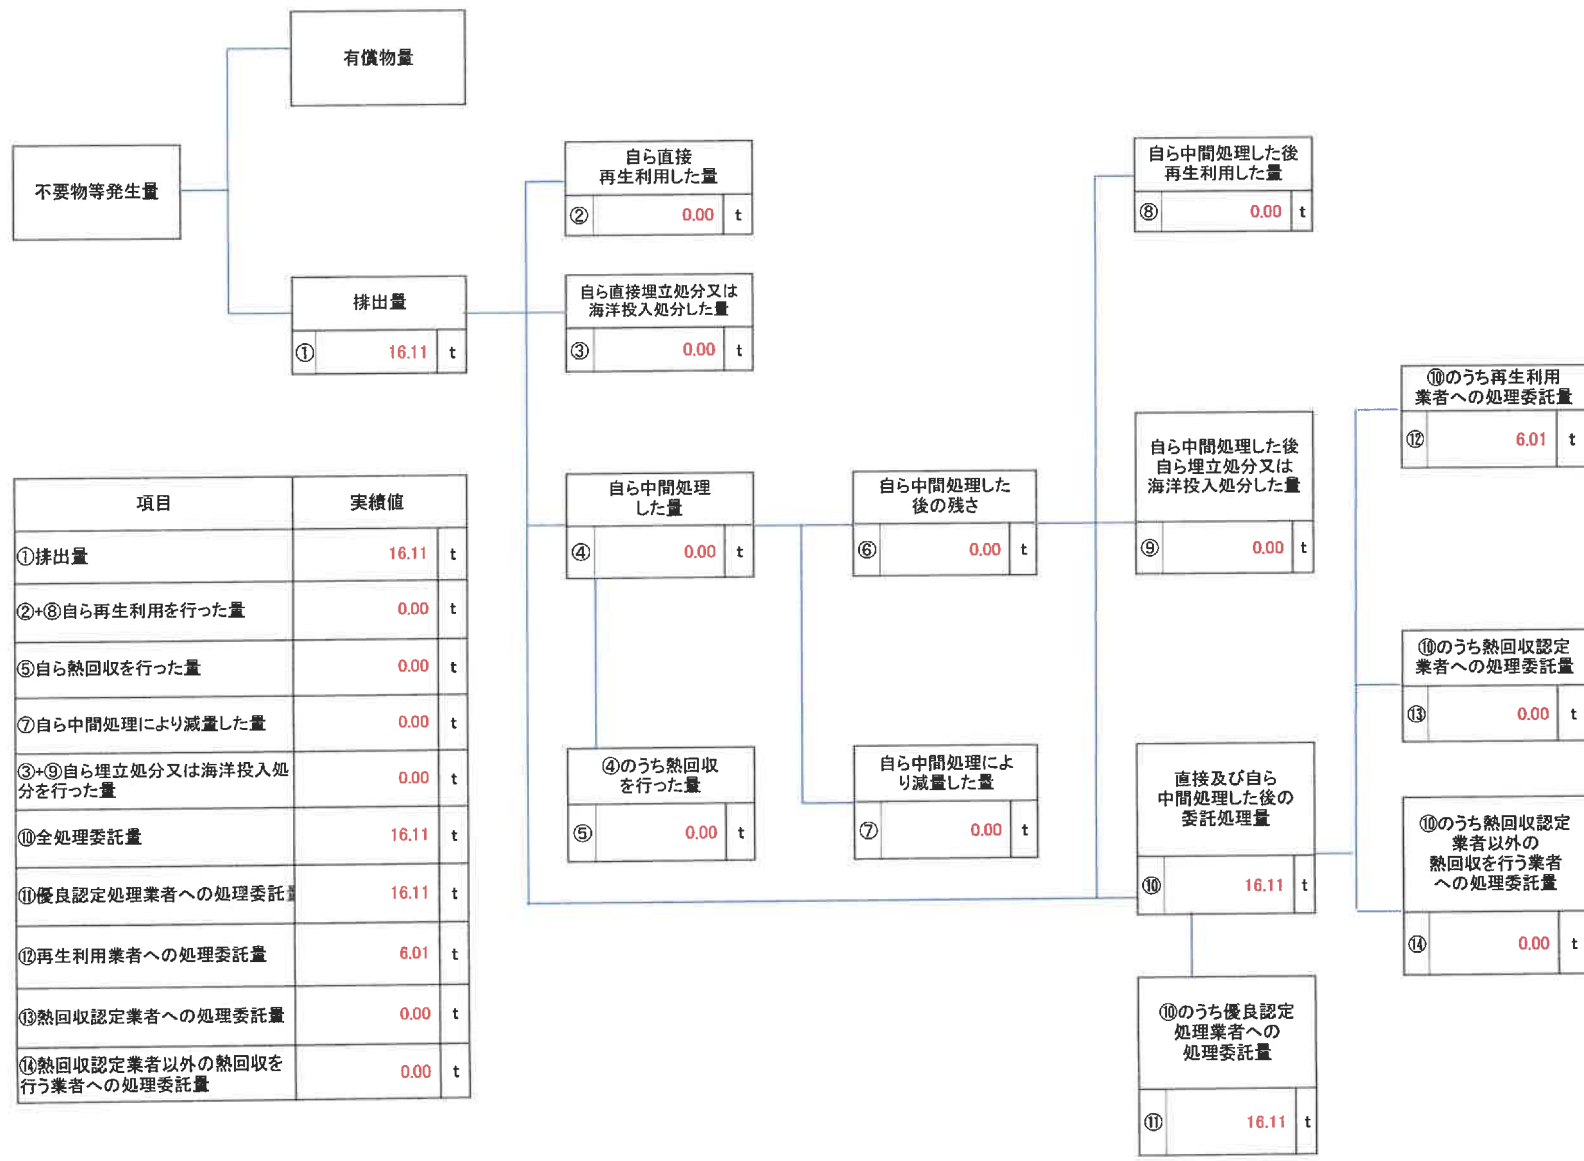 有償物量
不要物等発生量
排出量
① 16.11 t
自ら直接
再生利用した量
② 0.00 t
自ら直接埋立処分又は
海洋投入処分した量
③ 0.00 t
自ら中間処理
した量
④ 0.00 t
④のうち熱回収
を行った量
⑤ 0.00 t
自ら中間処理した
後の残さ
⑥ 0.00 t
自ら中間処理によ
り減量した量
⑦ 0.00 t
自ら中間処理した後
再生利用した量
⑧ 0.00 t
自ら中間処理した後
自ら埋立処分又は
海洋投入処分した量
⑨ 0.00 t
直接及び自ら
中間処理した後の
委託処理量
⑩ 16.11 t
⑩のうち優良認定
処理業者への
処理委託量
⑪ 16.11 t
⑩のうち再生利用
業者への処理委託量
⑫ 6.01 t
⑩のうち熱回収認定
業者への処理委託量
⑬ 0.00 t
⑩のうち熱回収認定
業者以外の
熱回収を行う業者
への処理委託量
⑭ 0.00 t
項目 実績値
①排出量 16.11 t
②+⑧自ら再生利用を行った量 0.00 t
⑤自ら熱回収を行った量 0.00 t
⑦自ら中間処理により減量した量 0.00 t
③+⑨自ら埋立処分又は海洋投入処
分を行った量 0.00 t
⑩全処理委託量 16.11 t
⑪優良認定処理業者への処理委託量 16.11 t
⑫再生利用業者への処理委託量 6.01 t
⑬熱回収認定業者への処理委託量 0.00 t
⑭熱回収認定業者以外の熱回収を
行う業者への処理委託量 0.00 t